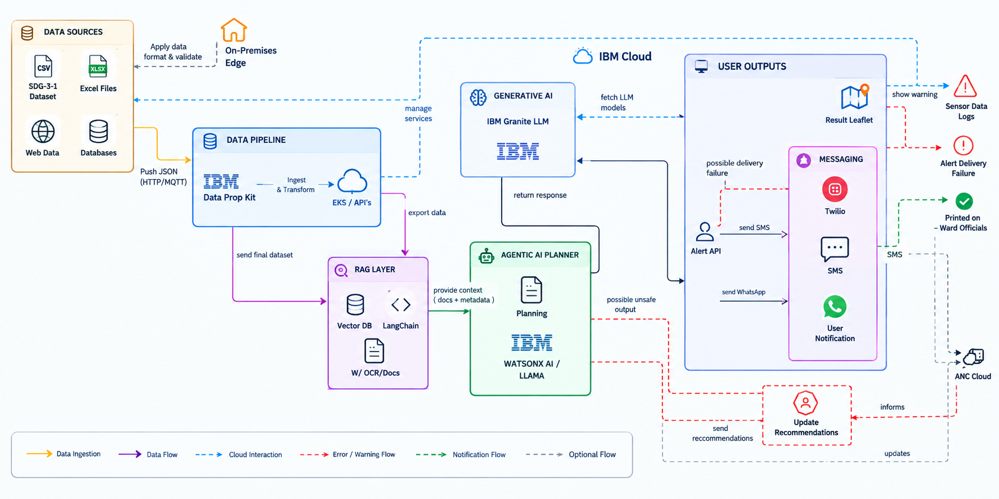 DATA SOURCES
CSV
SDG-3-1
Dataset
XLSX
Excel Files
Web Data
Databases
Apply data
format & validate
On-Premises
Edge
Push JSON
(HTTP/MQTT)
DATA PIPELINE
IBM
Data Prop Kit
Ingest
& Transform
EKS / API's
manage
services
export data
send final dataset
RAG LAYER
Vector DB
LangChain
W/ OCR/Docs
provide context
( docs + metadata )
GENERATIVE AI
IBM Granite LLM
IBM
return response
fetch LLM
models
IBM Cloud
AGENTIC AI PLANNER
Planning
IBM
WATSONX AI /
LLAMA
possible unsafe
output
send
reccommendations
USER OUTPUTS
Result Leaflet
possible delivery
failure
Alert API
send SMS
send WhatsApp
MESSAGING
Twilio
SMS
User
Notification
show warning
Sensor Data
Logs
Alert Delivery
Failure
Printed on
– Ward Officials
SMS
ANC Cloud
informs
Update
Recommendations
updates
Data Ingestion
Data Flow
Cloud Interaction
Error / Warning Flow
Notification Flow
Optional Flow